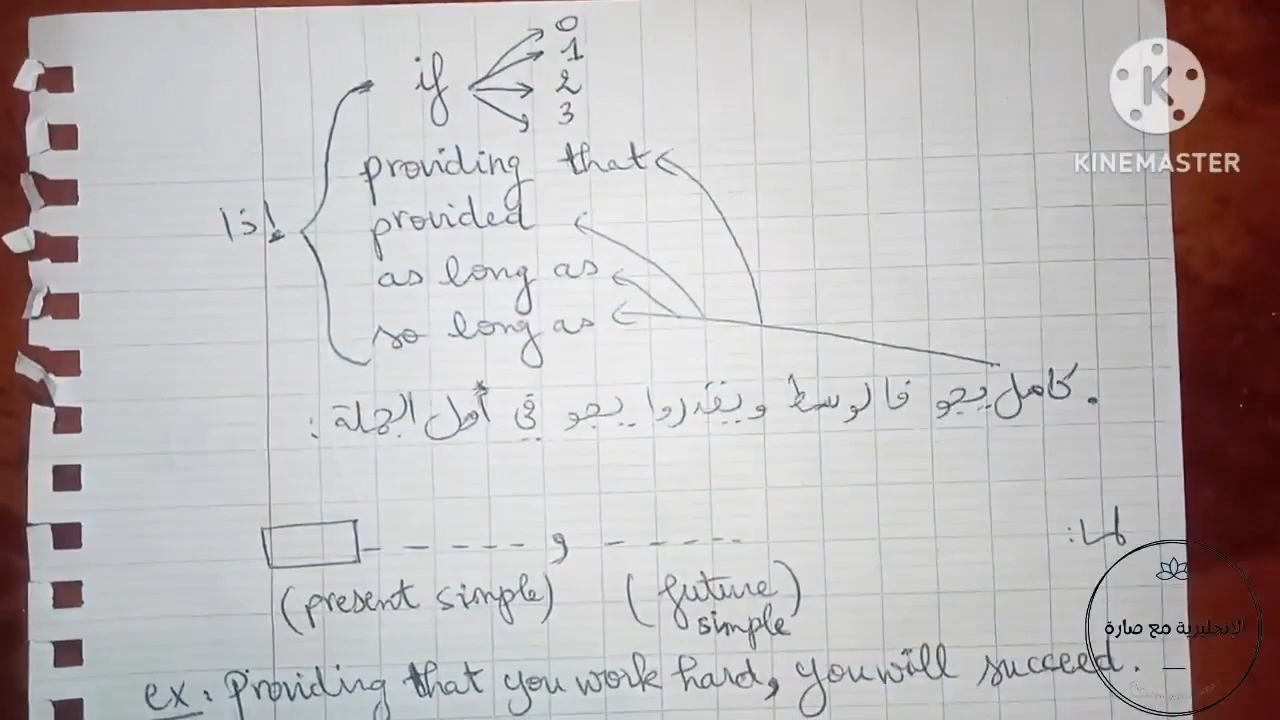 if 0
1
2
3
providing that
إذا
provided
as long as
so long as
. كامل يجو فالوسط ويقدروا يجو في أول الجملة :
لما :
- - - - , - - - -
(present simple) (future simple)
ex: Providing that you work hard, you will succeed.
KINEMASTER
الإنجليزية مع صارة